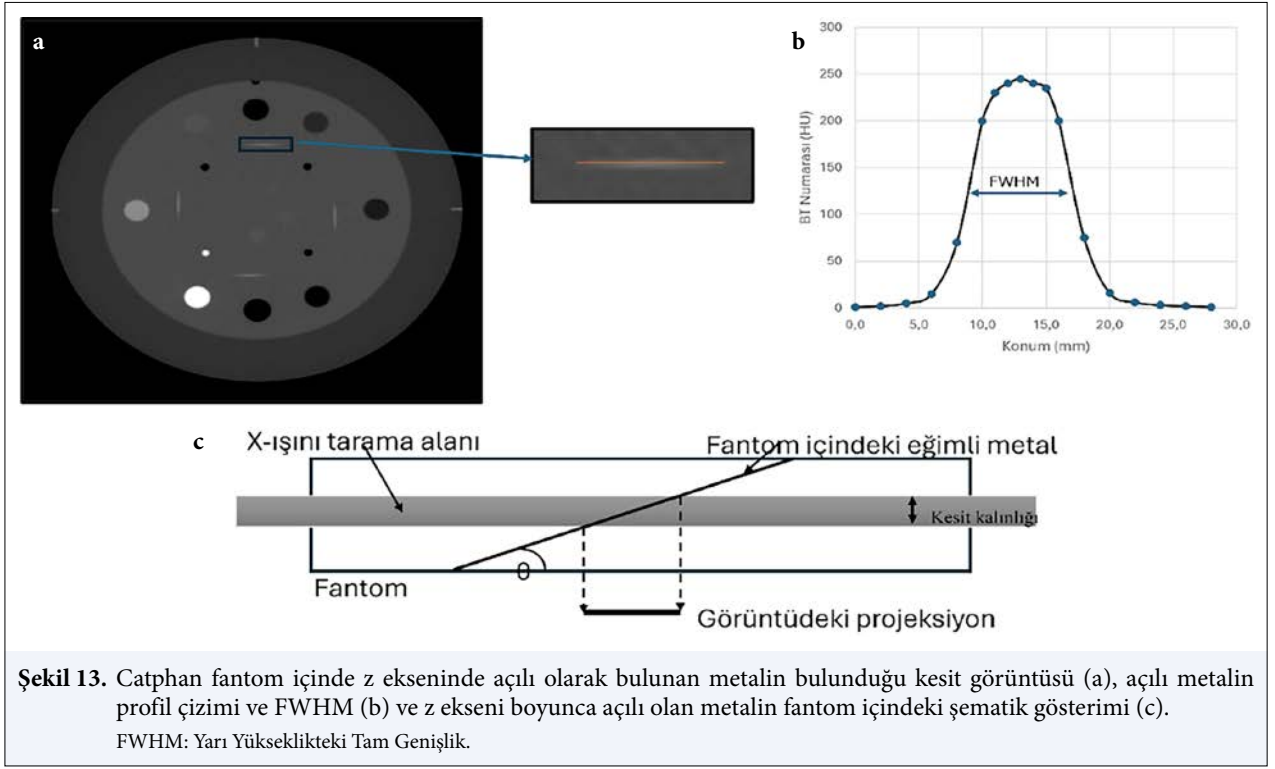 a
b
300
250
200
150
100
50
0
BT Numarası (HU)
FWHM
0,0 5,0 10,0 15,0 20,0 25,0 30,0
Konum (mm)
c
X-ışını tarama alanı
Fantom içindeki eğimli metal
Kesit kalınlığı
θ
Fantom
Görüntüdeki projeksiyon
Şekil 13. Catphan fantom içinde z ekseninde açılı olarak bulunan metalin bulunduğu kesit görüntüsü (a), açılı metalin
profil çizimi ve FWHM (b) ve z ekseni boyunca açılı olan metalin fantom içindeki şematik gösterimi (c).
FWHM: Yarı Yükseklikteki Tam Genişlik.